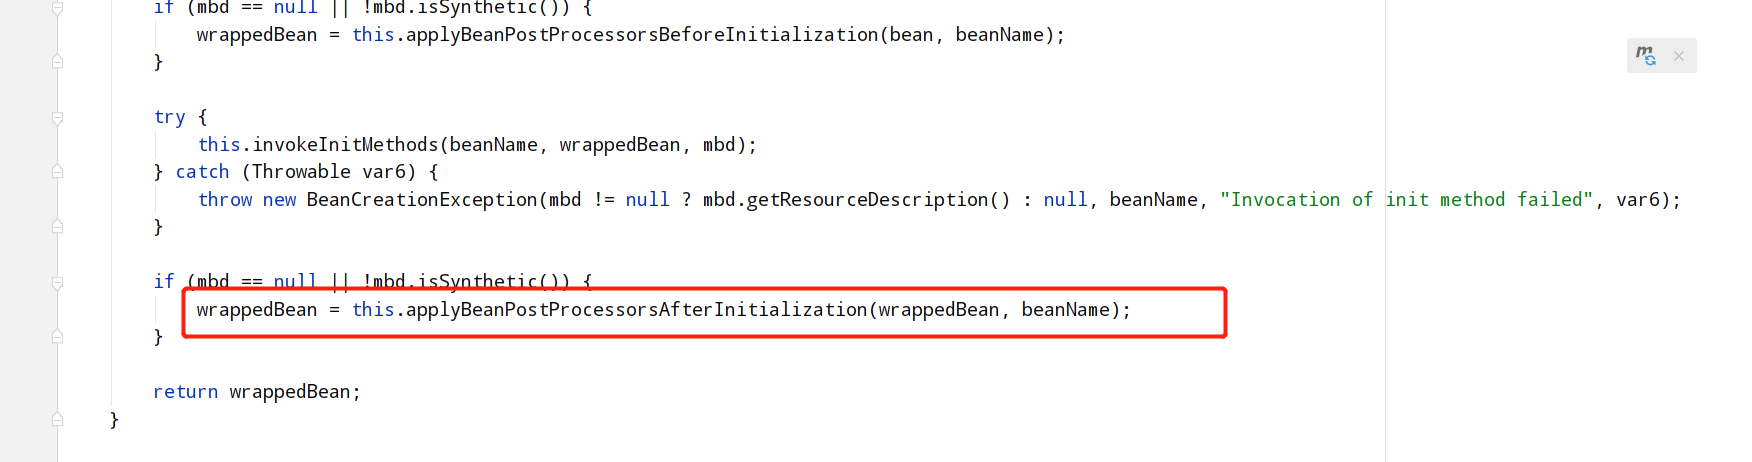 if (mbd == null || !mbd.isSynthetic()) {
wrappedBean = this.applyBeanPostProcessorsBeforeInitialization(bean, beanName);
}
try {
this.invokeInitMethods(beanName, wrappedBean, mbd);
} catch (Throwable var6) {
throw new BeanCreationException(mbd != null ? mbd.getResourceDescription() : null, beanName, "Invocation of init method failed", var6);
}
if (mbd == null || !mbd.isSynthetic()) {
wrappedBean = this.applyBeanPostProcessorsAfterInitialization(wrappedBean, beanName);
}
return wrappedBean;
}
m